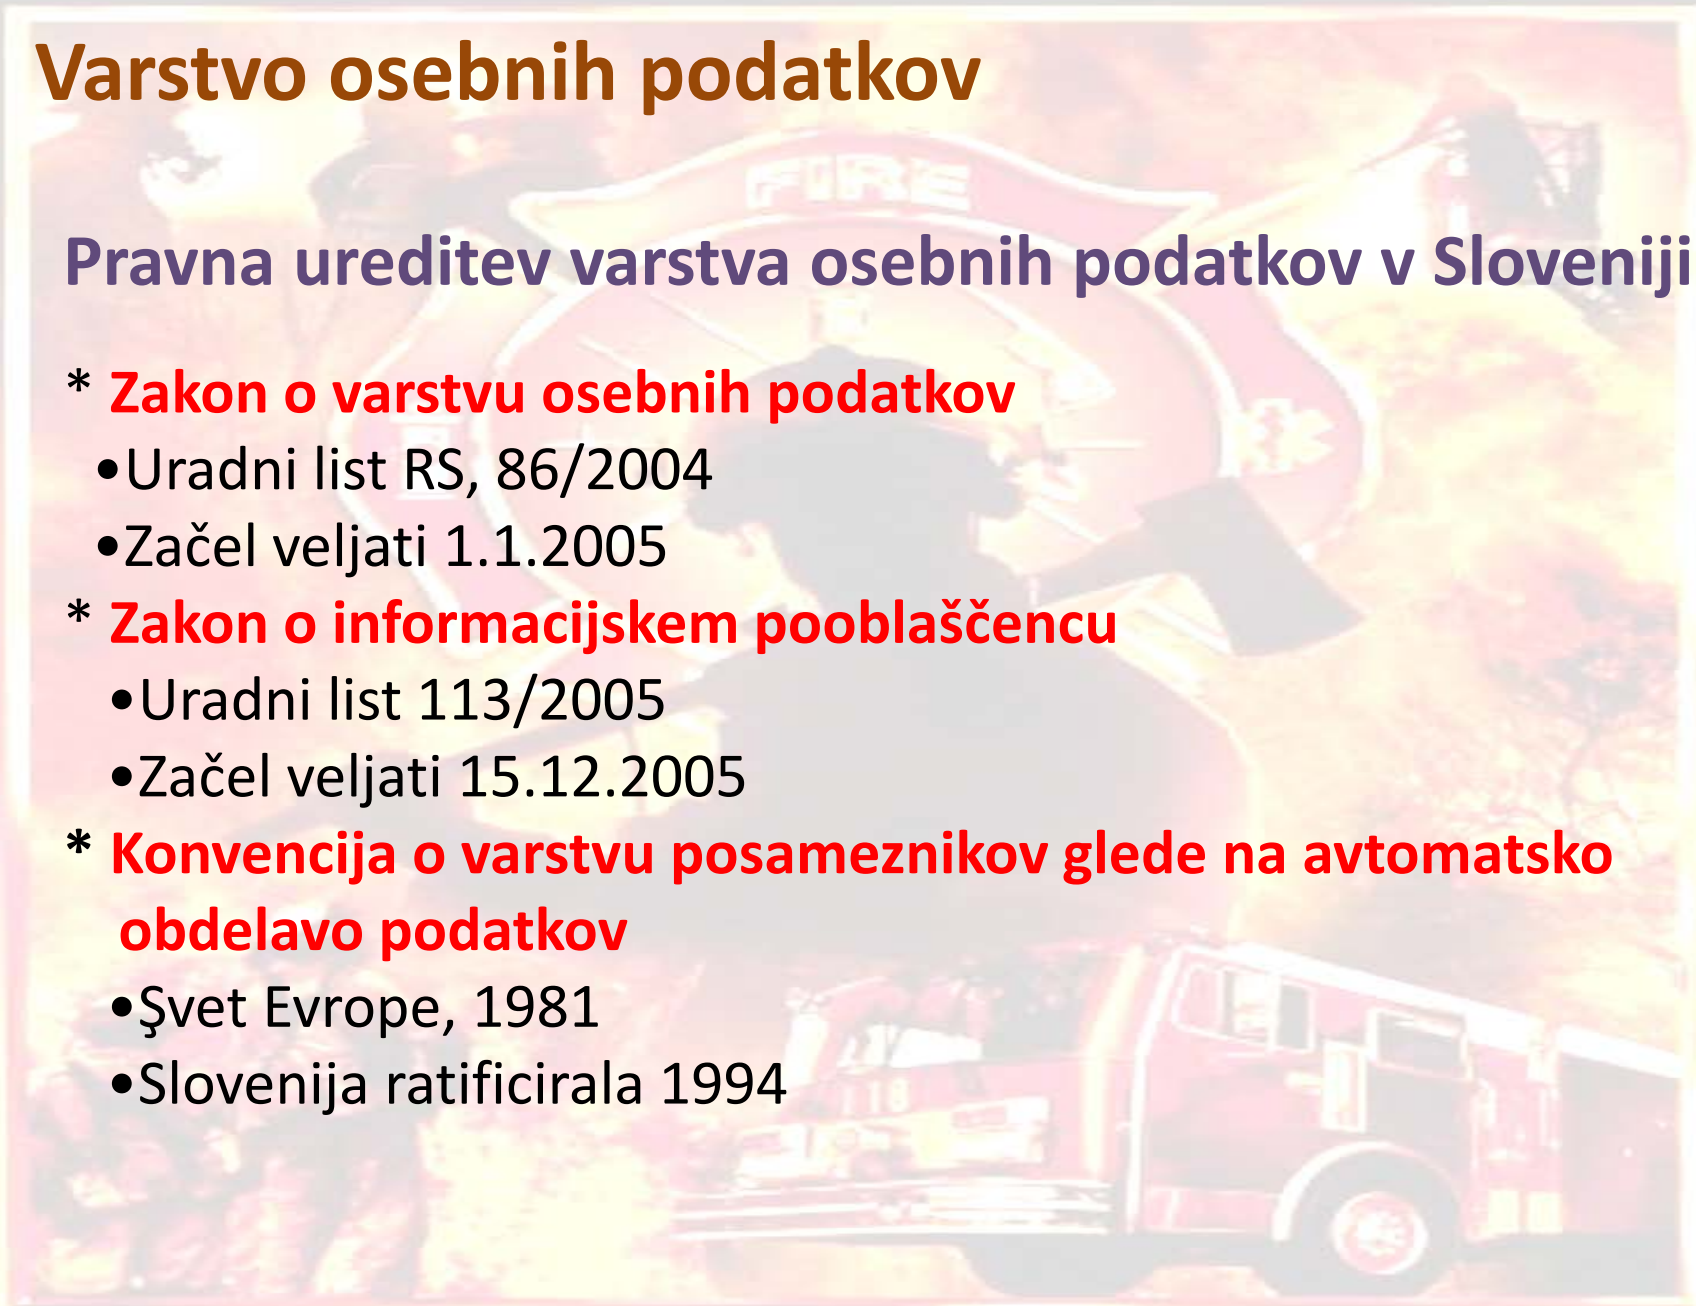 Varstvo osebnih podatkov
FIRE
Pravna ureditev varstva osebnih podatkov v Sloveniji
* Zakon o varstvu osebnih podatkov
•Uradni list RS, 86/2004
•Začel veljati 1.1.2005
* Zakon o informacijskem pooblaščencu
•Uradni list 113/2005
•Začel veljati 15.12.2005
* Konvencija o varstvu posameznikov glede na avtomatsko
obdelavo podatkov
•Şvet Evrope, 1981
•Slovenija ratificirala 1994